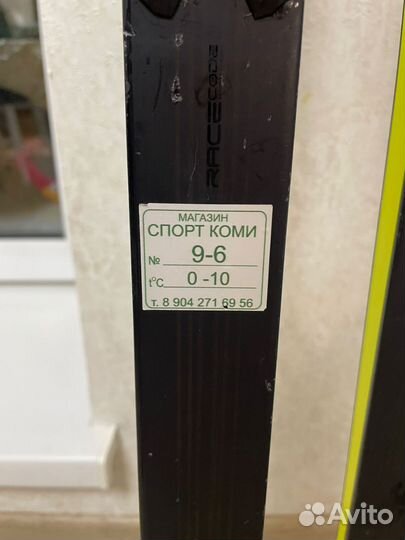 RACECODE
МАГАЗИН
СПОРТ КОМИ
№ 9-6
t°C 0 -10
т. 8 904 271 69 56
Avito